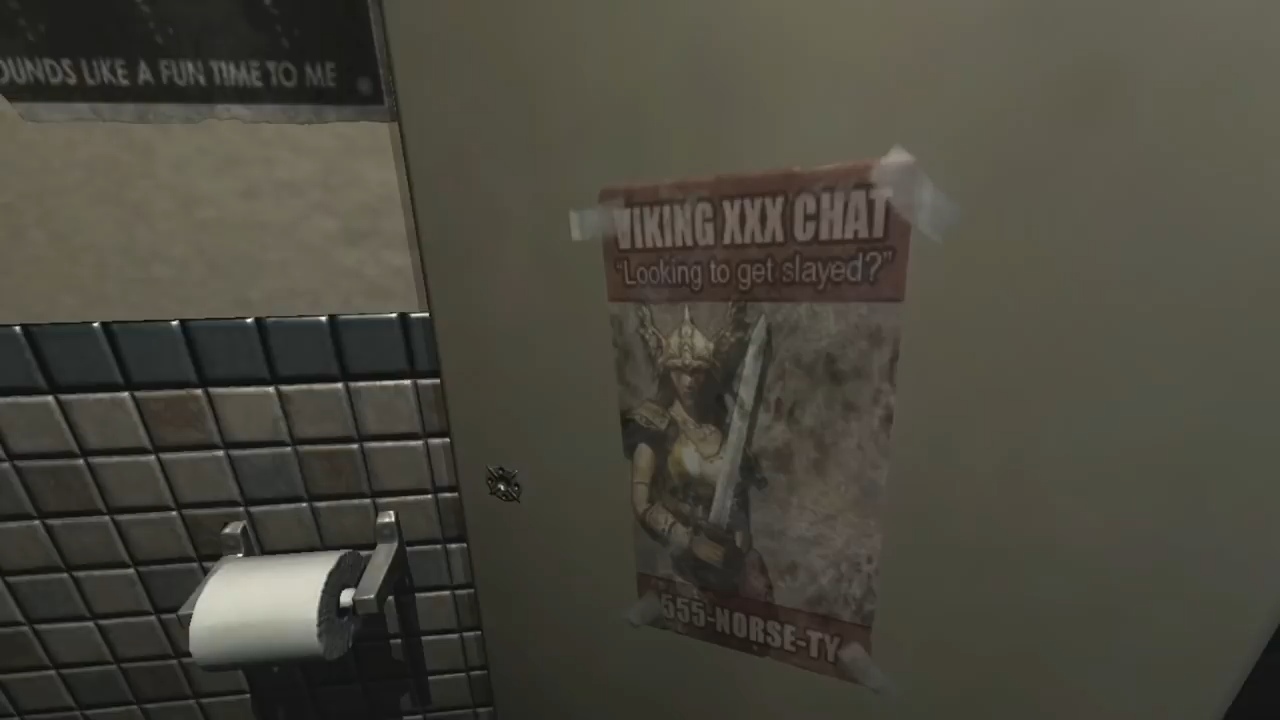 OUNDS LIKE A FUN TIME TO ME
VIKING XXX CHAT
"Looking to get slayed?"
555-NORSE-TY